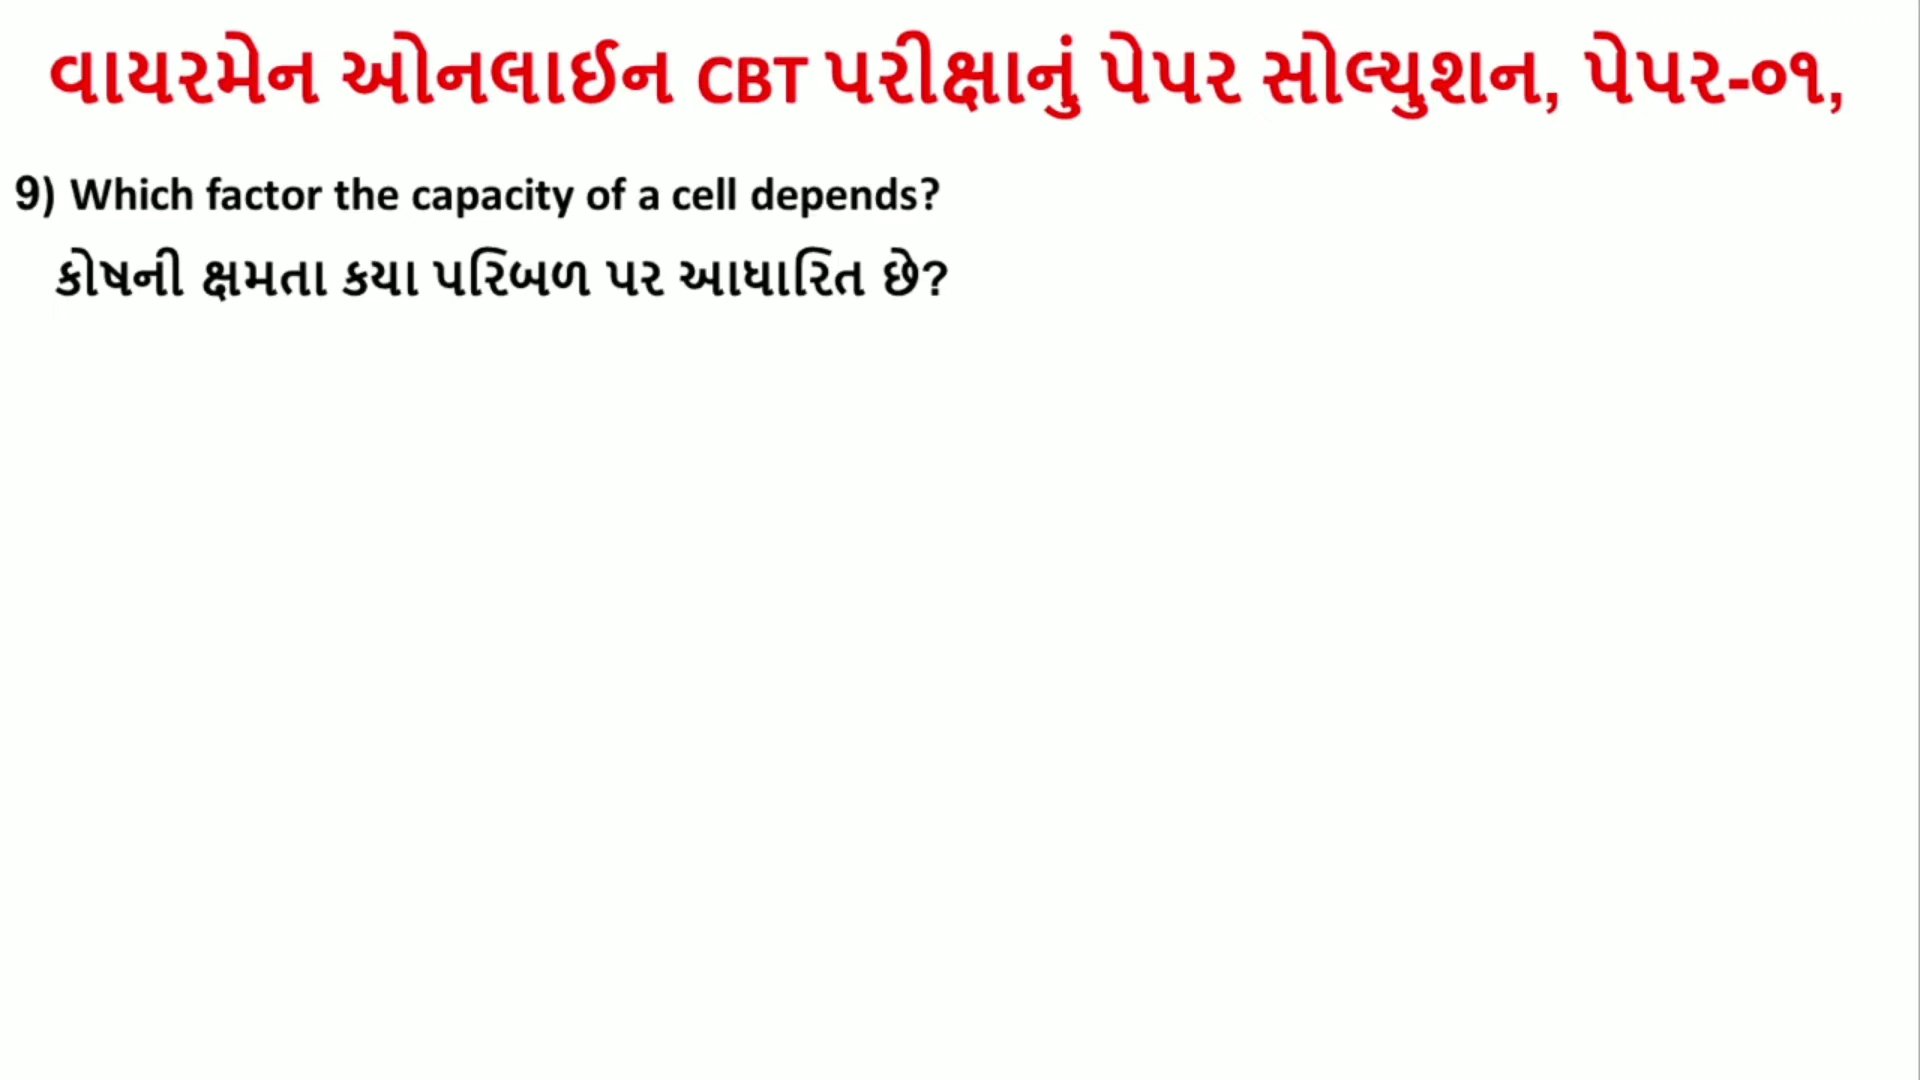 વાયરમેન ઓનલાઈન CBT પરીક્ષાનું પેપર સોલ્યુશન, પેપર-૦૧,
9) Which factor the capacity of a cell depends?
કોષની ક્ષમતા કયા પરિબળ પર આધારિત છે?